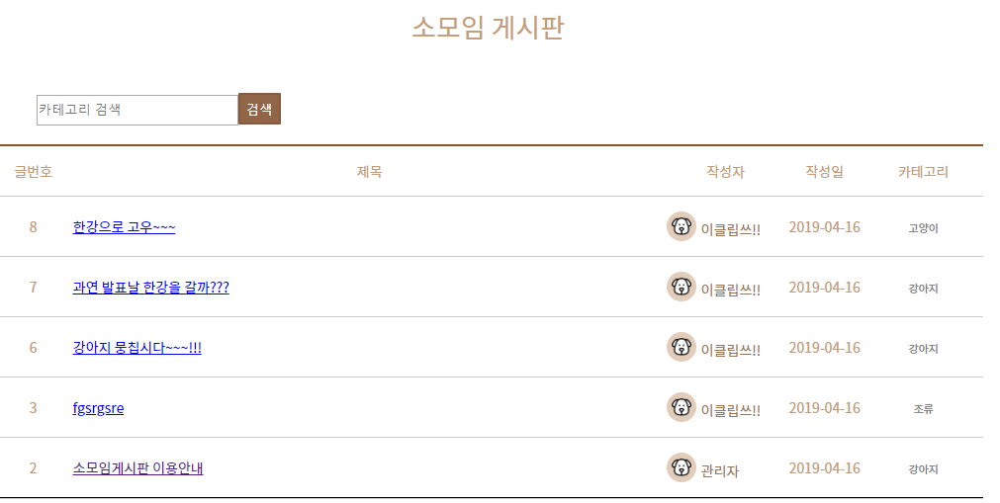 소모임 게시판
카테고리 검색 검색
글번호 제목 작성자 작성일 카테고리
8 한강으로 고우~~~ 이클립쓰!! 2019-04-16 고양이
7 과연 발표날 한강을 갈까??? 이클립쓰!! 2019-04-16 강아지
6 강아지 뭉칩시다~~~!!! 이클립쓰!! 2019-04-16 강아지
3 fgsrgsre 이클립쓰!! 2019-04-16 조류
2 소모임게시판 이용안내 관리자 2019-04-16 강아지